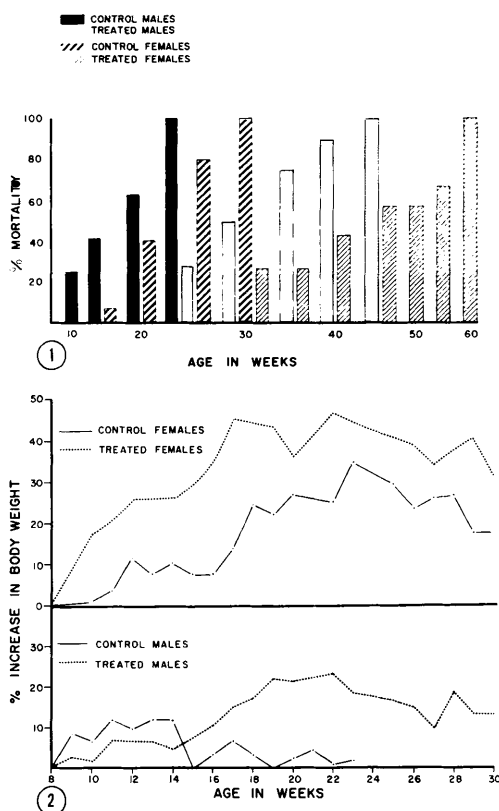 CONTROL MALES
TREATED MALES
CONTROL FEMALES
TREATED FEMALES
100
80
60
40
20
% MORTALITY
10 20 30 40 50 60
AGE IN WEEKS
1
50
40
30
20
10
0
CONTROL FEMALES
TREATED FEMALES
% INCREASE IN BODY WEIGHT
30
20
10
CONTROL MALES
TREATED MALES
8 10 12 14 16 18 20 22 24 26 28 30
AGE IN WEEKS
2